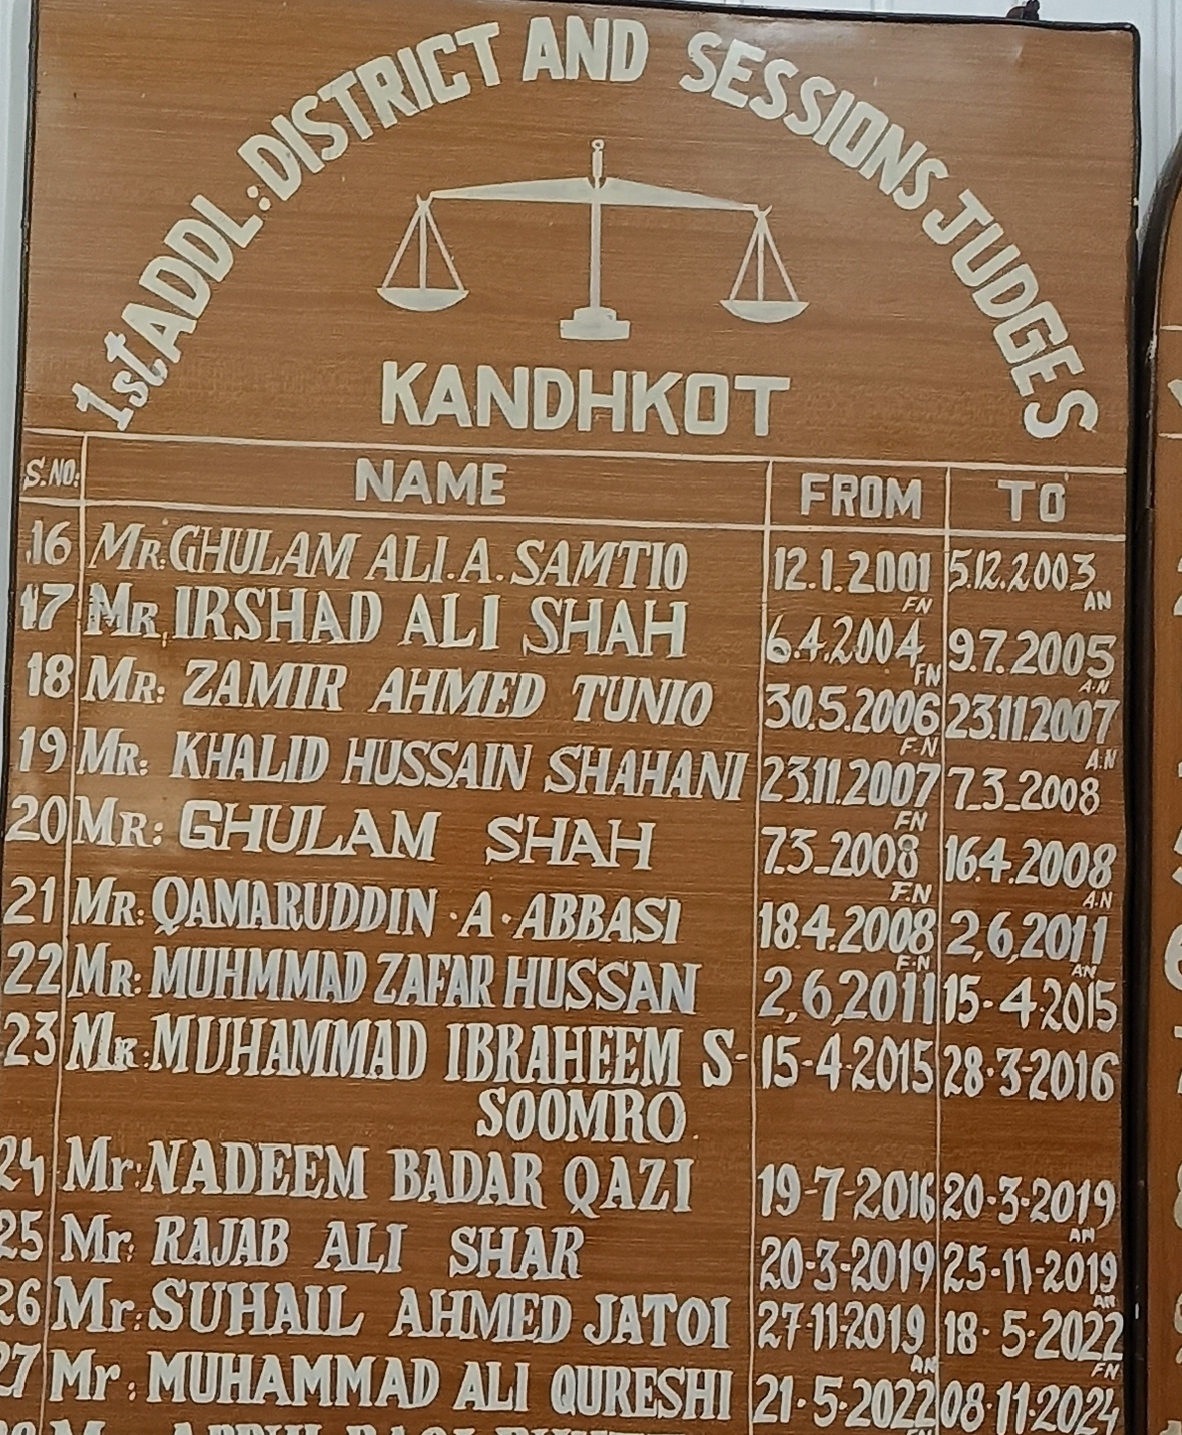 1st ADDL: DISTRICT AND SESSIONS JUDGES
KANDHKOT
S.NO: NAME FROM TO
16 MR: GHULAM ALI.A. SAMTIO 12.1.2001 5.12.2003
FN AN
17 MR, IRSHAD ALI SHAH 6.4.2004 9.7.2005
FN A.N
18 MR: ZAMIR AHMED TUNIO 30.5.2006 23.11.2007
F.N A.N
19 MR: KHALID HUSSAIN SHAHANI 23.11.2007 7_3_2008
FN
20 MR: GHULAM SHAH 7.3_2008 16.4.2008
F.N A.N
21 MR: QAMARUDDIN .A. ABBASI 18.4.2008 2,6,2011
F.N AN
22 MR: MUHMMAD ZAFAR HUSSAN 2,6,2011 15-4-2015
23 MR: MUHAMMAD IBRAHEEM S- 15-4-2015 28-3-2016
SOOMRO
24 Mr: NADEEM BADAR QAZI 19-7-2016 20-3-2019
AN
25 Mr: RAJAB ALI SHAR 20-3-2019 25-11-2019
AN
26 Mr: SUHAIL AHMED JATOI 27-11-2019 18-5-2022
AN FN
27 Mr: MUHAMMAD ALI QURESHI 21-5-2022 08-11-2024
FN